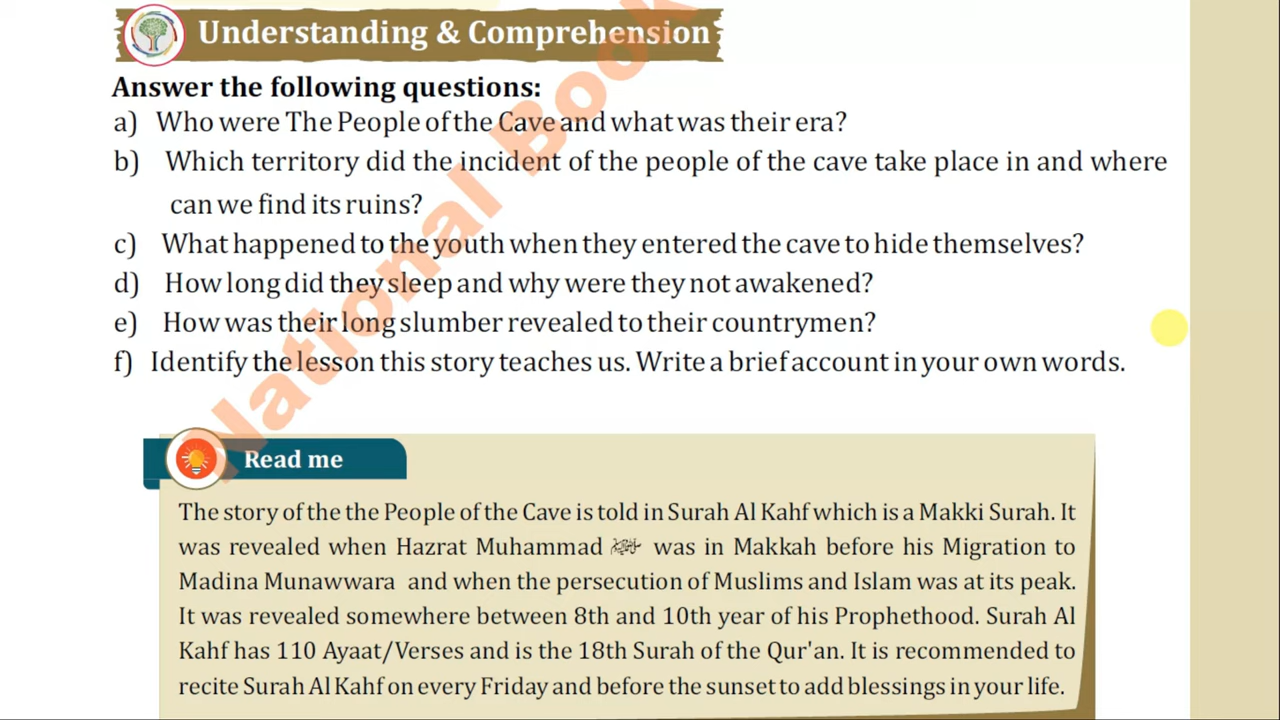 Understanding & Comprehension
Answer the following questions:
a) Who were The People of the Cave and what was their era?
b) Which territory did the incident of the people of the cave take place in and where
can we find its ruins?
c) What happened to the youth when they entered the cave to hide themselves?
d) How long did they sleep and why were they not awakened?
e) How was their long slumber revealed to their countrymen?
f) Identify the lesson this story teaches us. Write a brief account in your own words.
National Book
Read me
The story of the the People of the Cave is told in Surah Al Kahf which is a Makki Surah. It
was revealed when Hazrat Muhammad ﷺ was in Makkah before his Migration to
Madina Munawwara and when the persecution of Muslims and Islam was at its peak.
It was revealed somewhere between 8th and 10th year of his Prophethood. Surah Al
Kahf has 110 Ayaat/Verses and is the 18th Surah of the Qur'an. It is recommended to
recite Surah Al Kahf on every Friday and before the sunset to add blessings in your life.